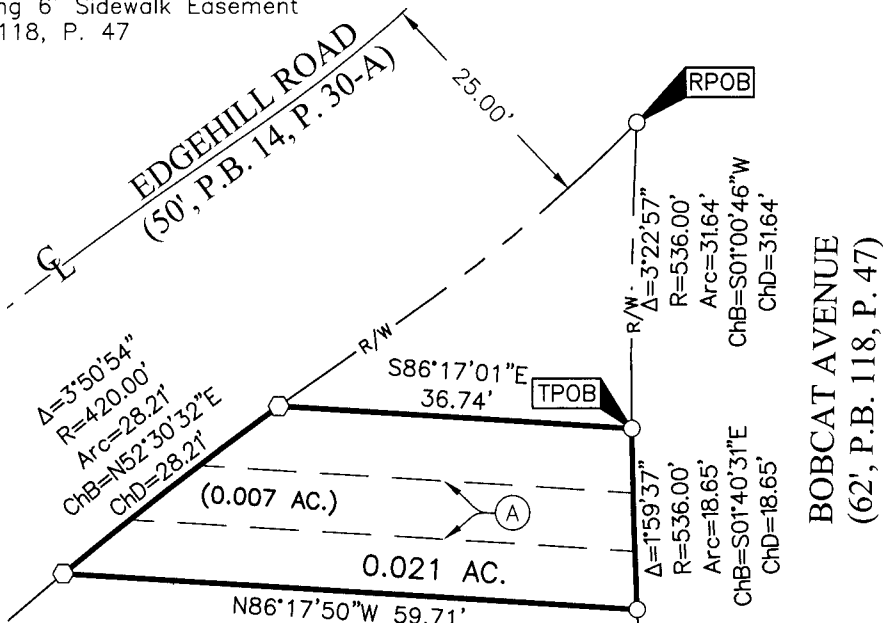 ng 6' Sidewalk Easement
118, P. 47
EDGEHILL ROAD
(50', P.B. 14, P. 30-A)
25.00'
RPOB
CL
R/W
R/W
Δ=3°22'57"
R=536.00'
Arc=31.64'
ChB=S01°00'46"W
ChD=31.64'
BOBCAT AVENUE
(62', P.B. 118, P. 47)
Δ=3°50'54"
R=420.00'
Arc=28.21'
ChB=N52°30'32"E
ChD=28.21'
S86°17'01"E
36.74'
TPOB
(0.007 AC.)
A
0.021 AC.
Δ=1°59'37"
R=536.00'
Arc=18.65'
ChB=S01°40'31"E
ChD=18.65'
N86°17'50"W 59.71'